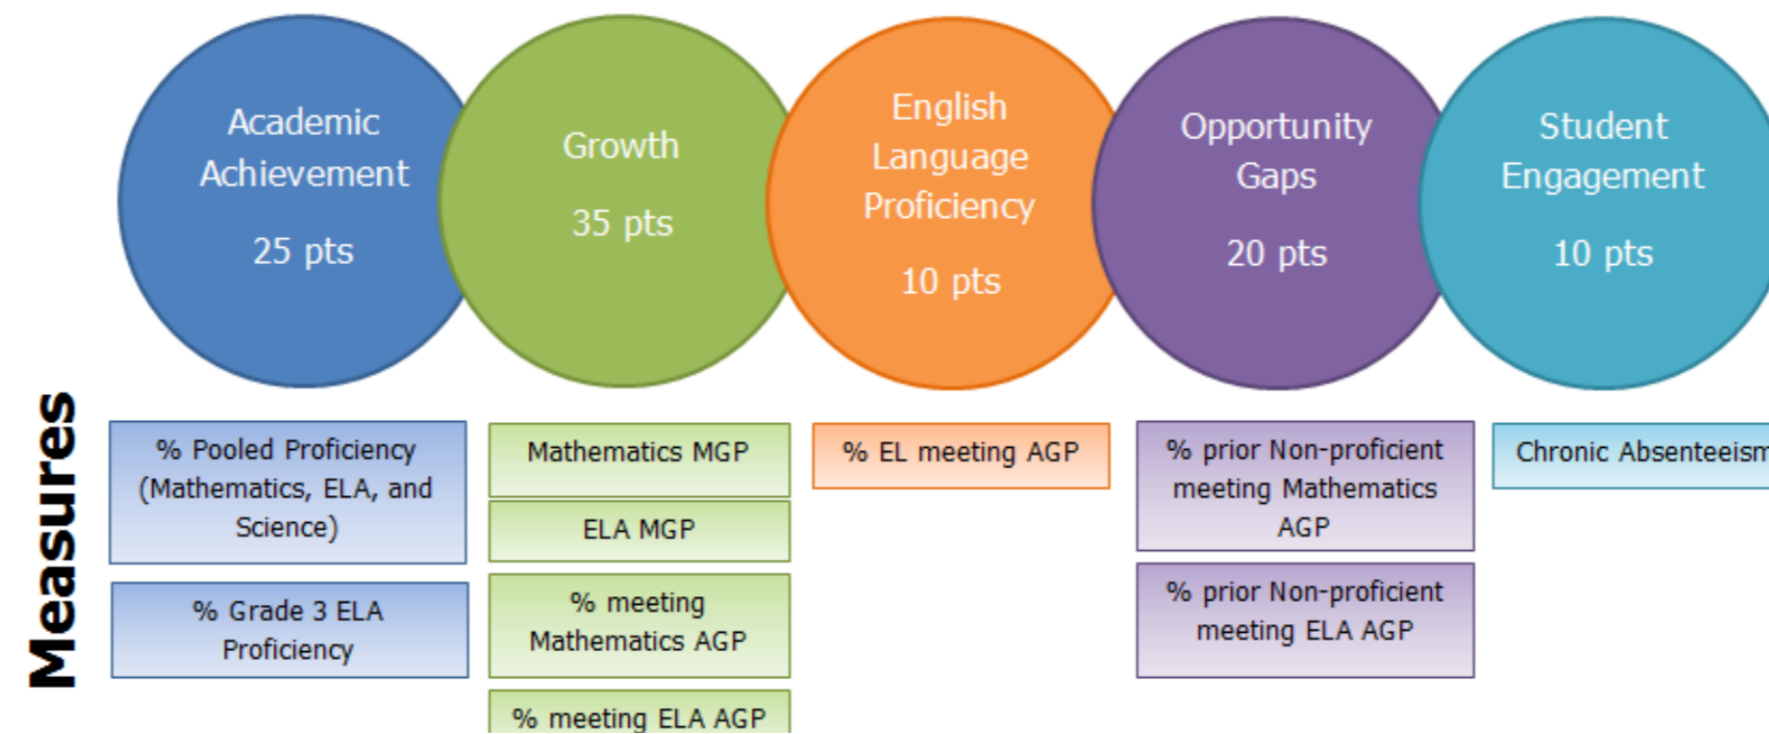 Academic
Achievement
25 pts
Growth
35 pts
English
Language
Proficiency
10 pts
Opportunity
Gaps
20 pts
Student
Engagement
10 pts
Measures
% Pooled Proficiency
(Mathematics, ELA, and
Science)
% Grade 3 ELA
Proficiency
Mathematics MGP
ELA MGP
% meeting
Mathematics AGP
% meeting ELA AGP
% EL meeting AGP
% prior Non-proficient
meeting Mathematics
AGP
% prior Non-proficient
meeting ELA AGP
Chronic Absenteeism